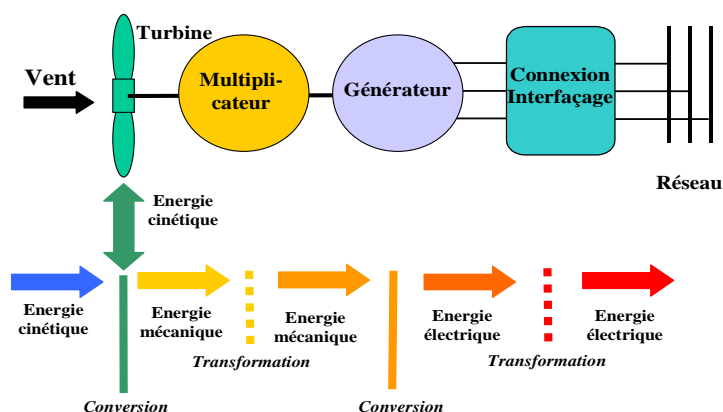 Turbine
Vent
Multipli-
cateur
Générateur
Connexion
Interfaçage
Réseau
Energie
cinétique
Energie
cinétique
Energie
mécanique
Energie
mécanique
Energie
électrique
Energie
électrique
Transformation
Transformation
Conversion
Conversion